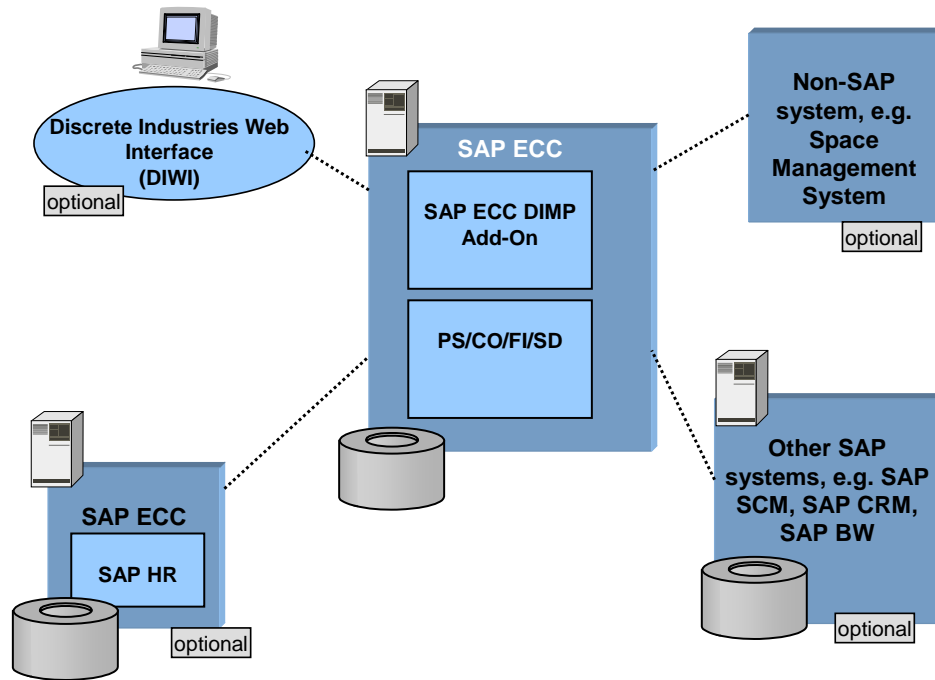 Discrete Industries Web
Interface
(DIWI)
optional
SAP ECC
SAP ECC DIMP
Add-On
PS/CO/FI/SD
Non-SAP
system, e.g.
Space
Management
System
optional
SAP ECC
SAP HR
optional
Other SAP
systems, e.g. SAP
SCM, SAP CRM,
SAP BW
optional